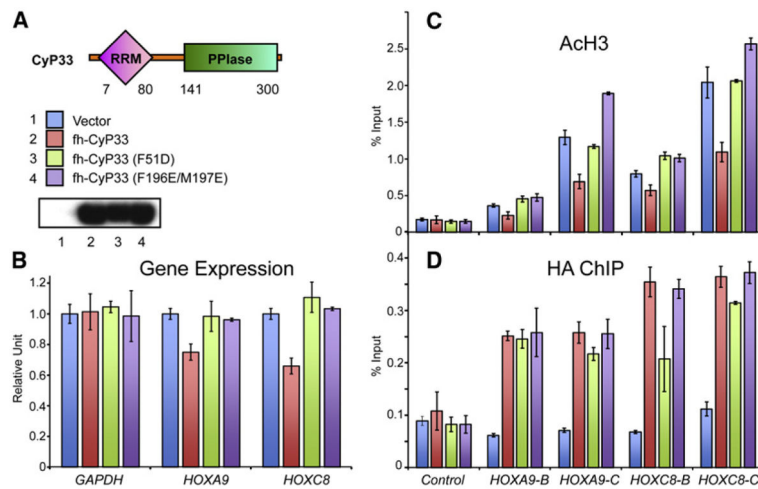 A
CyP33
RRM
PPIase
7 80 141 300
1 Vector
2 fh-CyP33
3 fh-CyP33 (F51D)
4 fh-CyP33 (F196E/M197E)
1 2 3 4
B
Gene Expression
Relative Unit
1.2
1.0
0.8
0.6
0.4
0.2
0
GAPDH HOXA9 HOXC8
C
AcH3
% Input
2.5
2.0
1.5
1.0
0.5
0
D
HA ChIP
% Input
0.4
0.3
0.2
0.1
0
Control HOXA9-B HOXA9-C HOXC8-B HOXC8-C